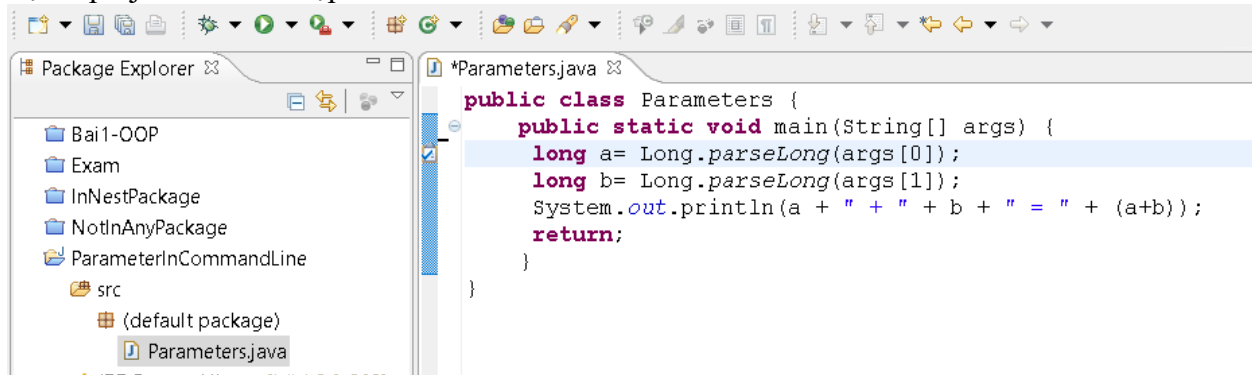 Package Explorer
Bai1-OOP
Exam
InNestPackage
NotInAnyPackage
ParameterInCommandLine
src
(default package)
Parameters.java
*Parameters.java
public class Parameters {
public static void main(String[] args) {
long a= Long.parseLong(args[0]);
long b= Long.parseLong(args[1]);
System.out.println(a + " + " + b + " = " + (a+b));
return;
}
}